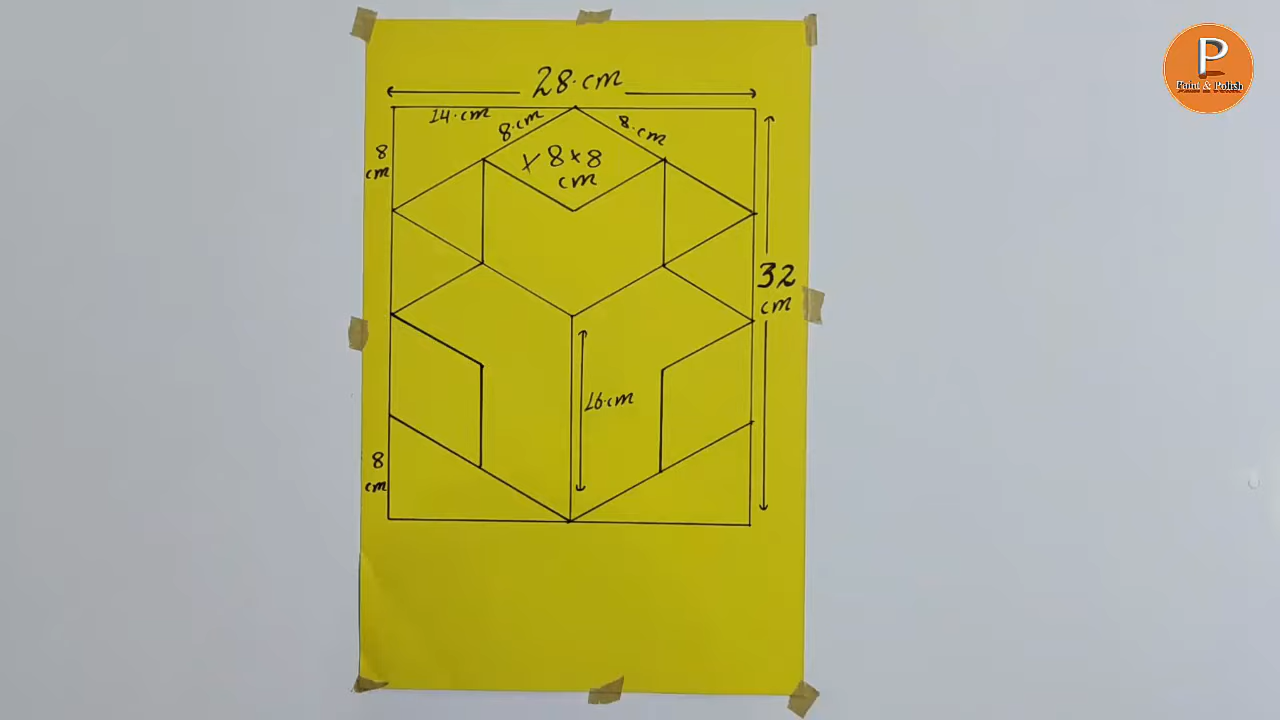 28·cm
14·cm
8·cm
8·cm
8
cm
+ 8×8
cm
32
cm
16·cm
8
cm
P
Paint & Polish